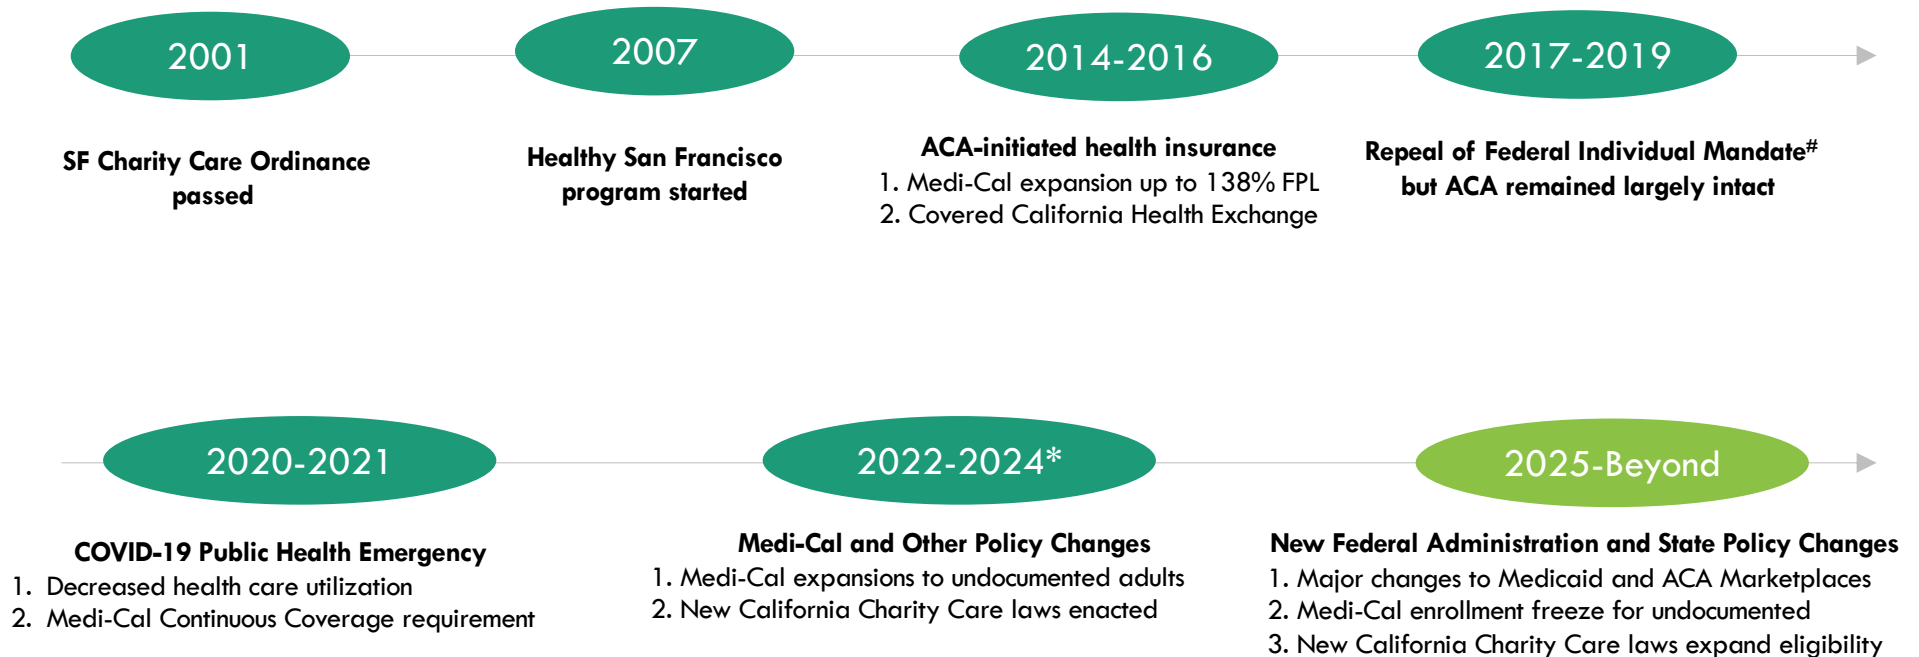 2001
SF Charity Care Ordinance
passed
2007
Healthy San Francisco
program started
2014-2016
ACA-initiated health insurance
1. Medi-Cal expansion up to 138% FPL
2. Covered California Health Exchange
2017-2019
Repeal of Federal Individual Mandate#
but ACA remained largely intact
2020-2021
COVID-19 Public Health Emergency
1. Decreased health care utilization
2. Medi-Cal Continuous Coverage requirement
2022-2024*
Medi-Cal and Other Policy Changes
1. Medi-Cal expansions to undocumented adults
2. New California Charity Care laws enacted
2025-Beyond
New Federal Administration and State Policy Changes
1. Major changes to Medicaid and ACA Marketplaces
2. Medi-Cal enrollment freeze for undocumented
3. New California Charity Care laws expand eligibility